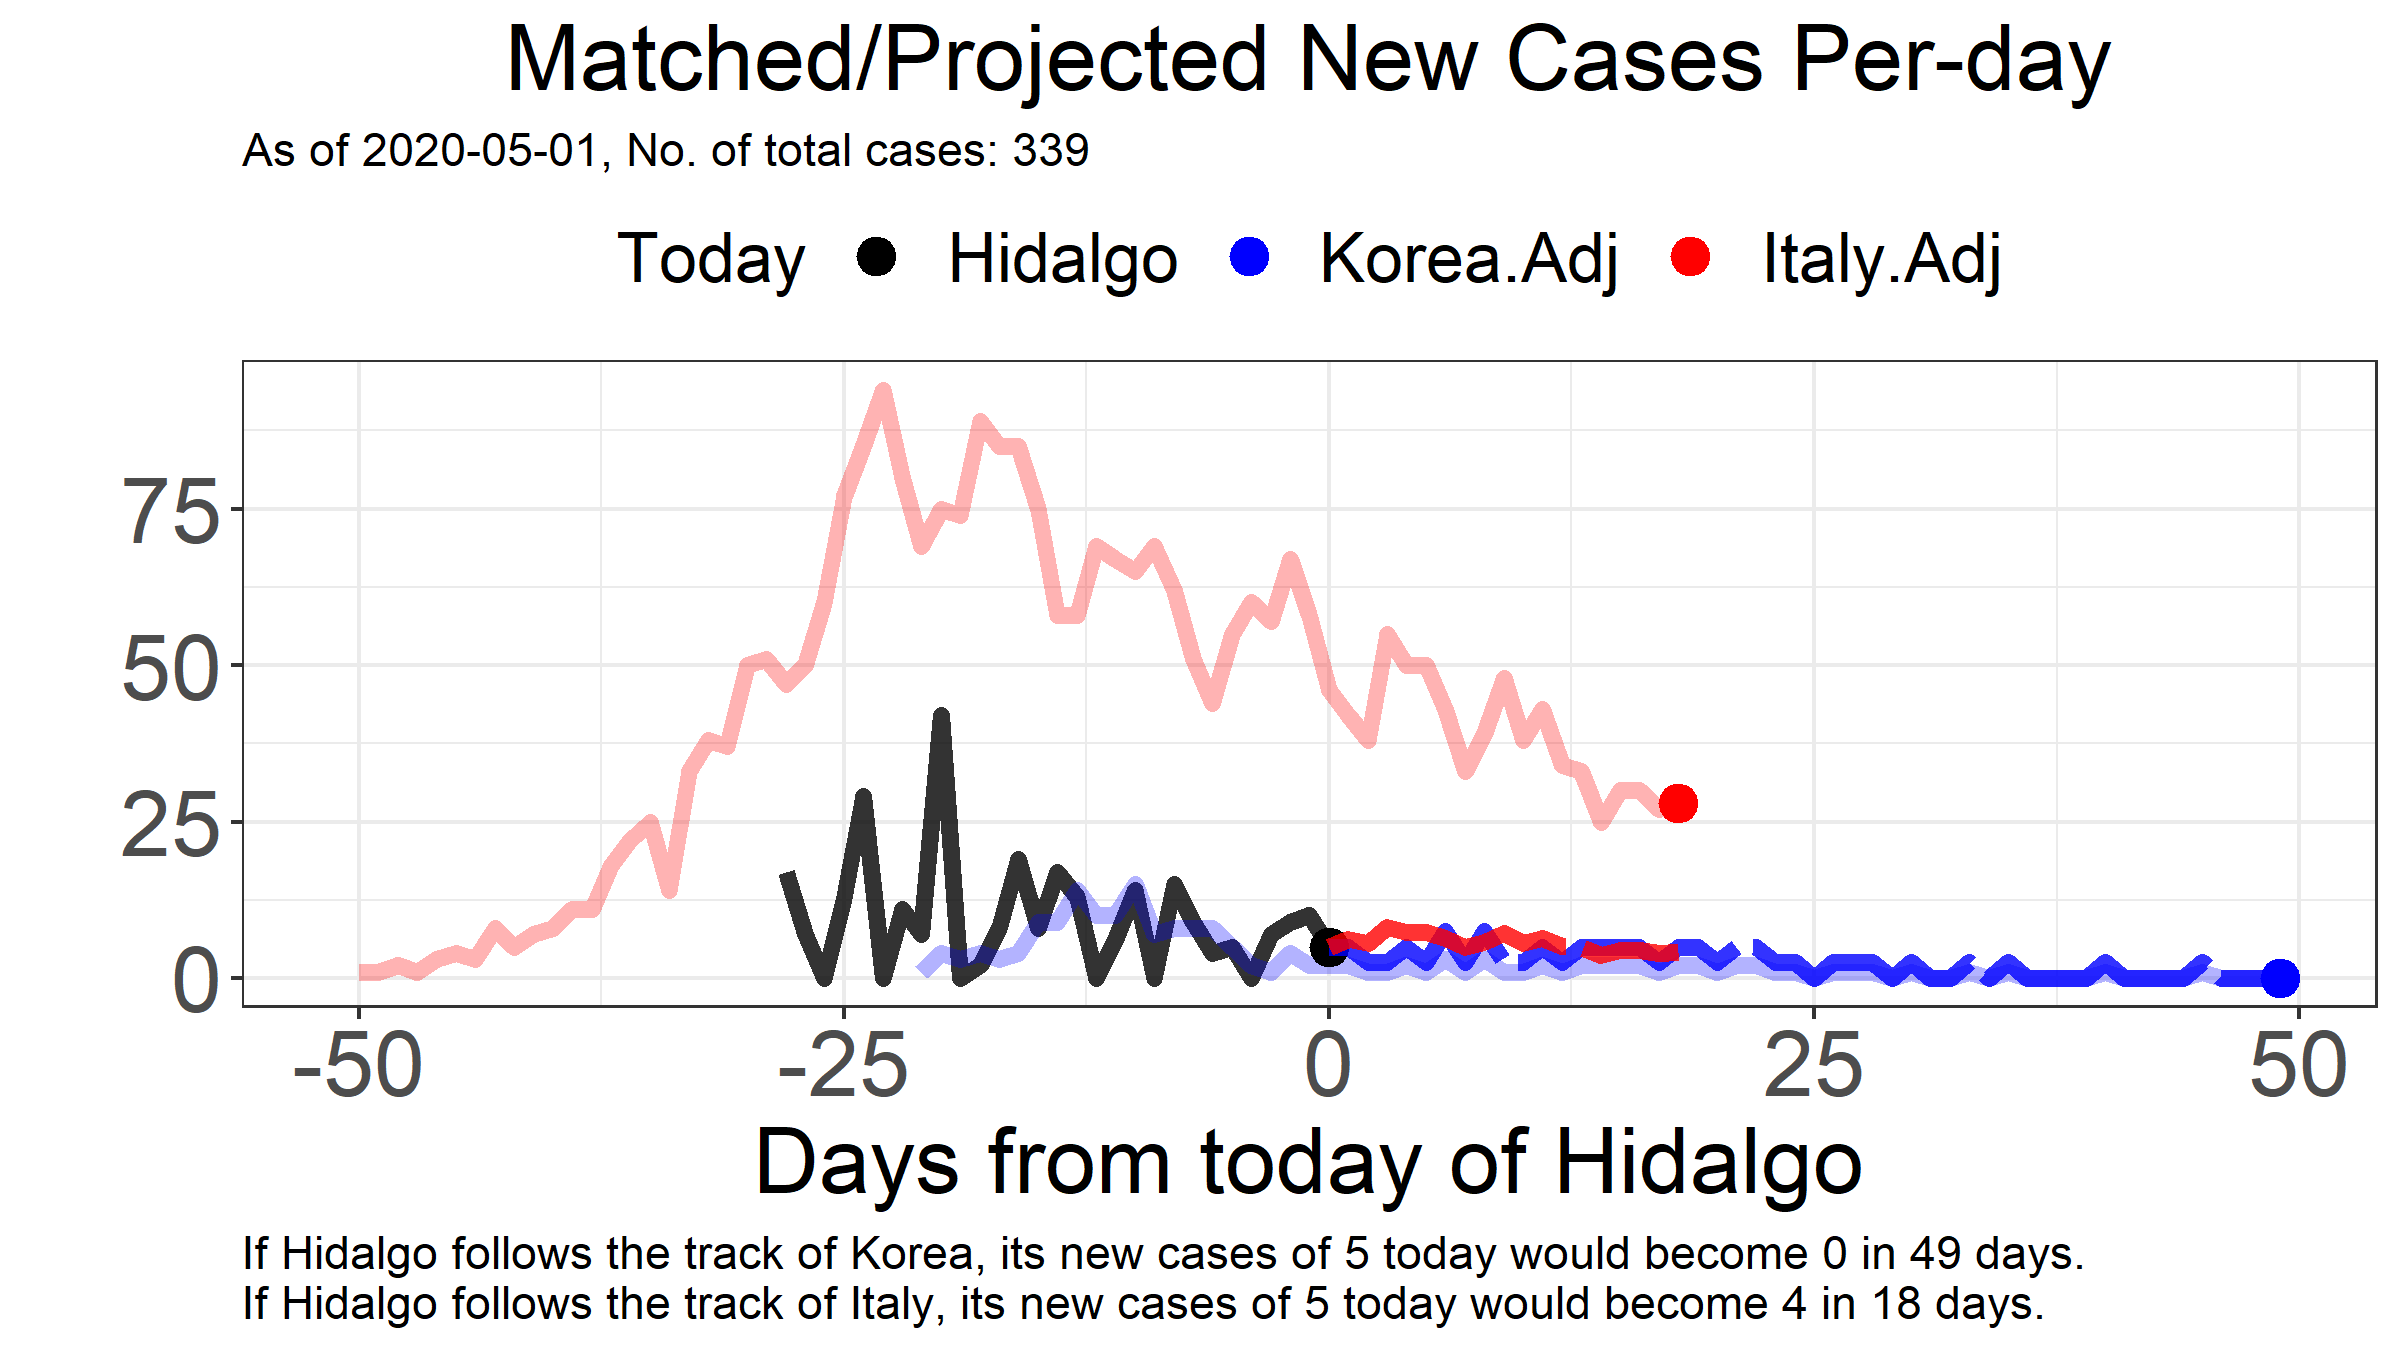 Matched/Projected New Cases Per-day
As of 2020-05-01, No. of total cases: 339
Today Hidalgo Korea.Adj Italy.Adj
75
50
25
0
-50 -25 0 25 50
Days from today of Hidalgo
If Hidalgo follows the track of Korea, its new cases of 5 today would become 0 in 49 days.
If Hidalgo follows the track of Italy, its new cases of 5 today would become 4 in 18 days.